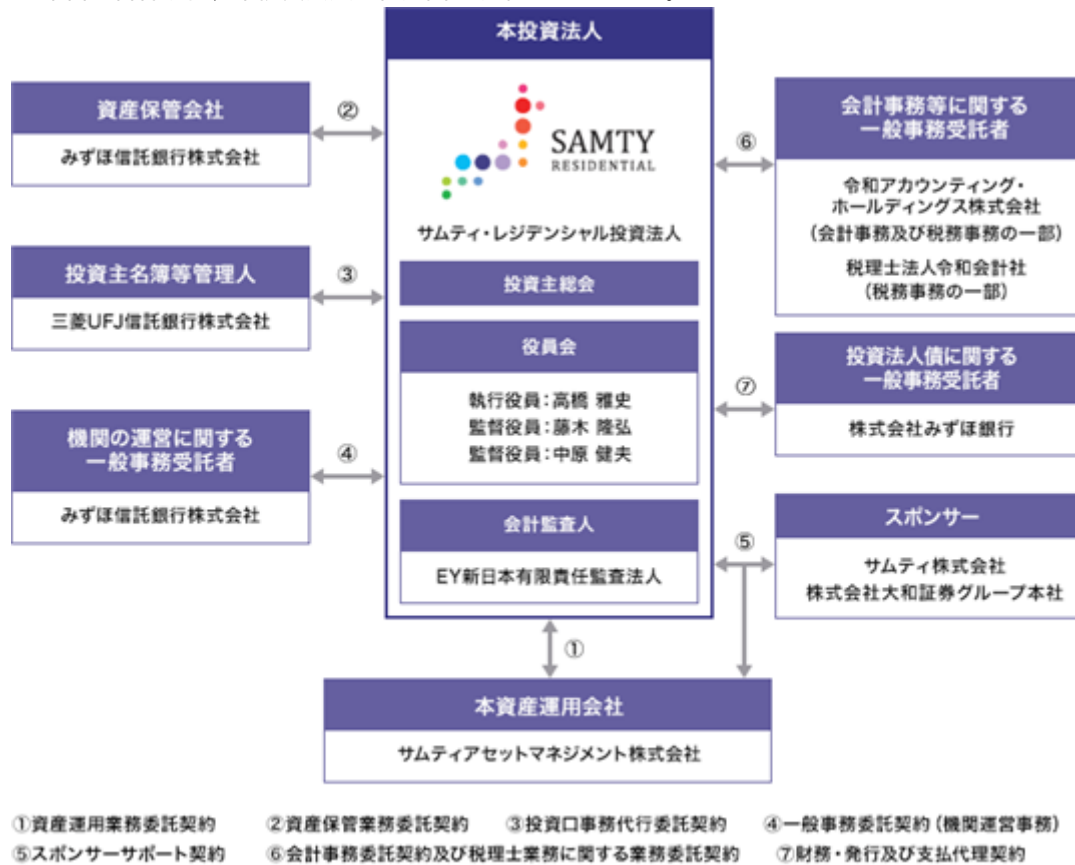 本投資法人
SAMTY
RESIDENTIAL
サムティ・レジデンシャル投資法人
投資主総会
役員会
執行役員:高橋 雅史
監督役員:藤木 隆弘
監督役員:中原 健夫
会計監査人
EY新日本有限責任監査法人
資産保管会社
みずほ信託銀行株式会社
②
投資主名簿等管理人
三菱UFJ信託銀行株式会社
③
機関の運営に関する
一般事務受託者
みずほ信託銀行株式会社
④
会計事務等に関する
一般事務受託者
令和アカウンティング・
ホールディングス株式会社
(会計事務及び税務事務の一部)
税理士法人令和会計社
(税務事務の一部)
⑥
投資法人債に関する
一般事務受託者
株式会社みずほ銀行
⑦
スポンサー
サムティ株式会社
株式会社大和証券グループ本社
⑤
①
本資産運用会社
サムティアセットマネジメント株式会社
①資産運用業務委託契約 ②資産保管業務委託契約 ③投資口事務代行委託契約 ④一般事務委託契約(機関運営事務)
⑤スポンサーサポート契約 ⑥会計事務委託契約及び税理士業務に関する業務委託契約 ⑦財務・発行及び支払代理契約